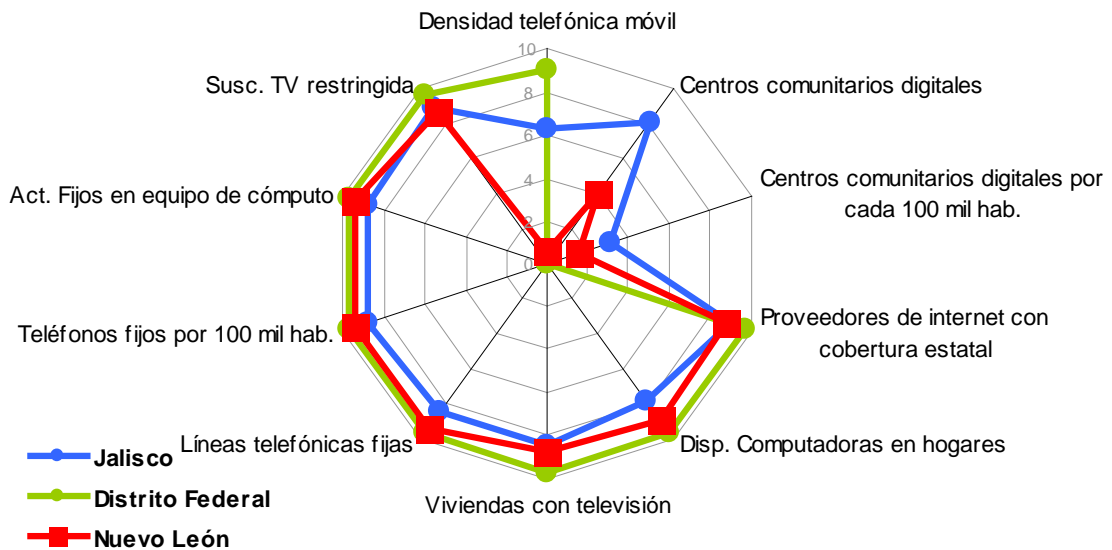 Densidad telefónica móvil
Susc. TV restringida
Centros comunitarios digitales
10
8
6
4
2
0
Act. Fijos en equipo de cómputo
Centros comunitarios digitales por
cada 100 mil hab.
Teléfonos fijos por 100 mil hab.
Proveedores de internet con
cobertura estatal
Líneas telefónicas fijas
Disp. Computadoras en hogares
Viviendas con televisión
Jalisco
Distrito Federal
Nuevo León